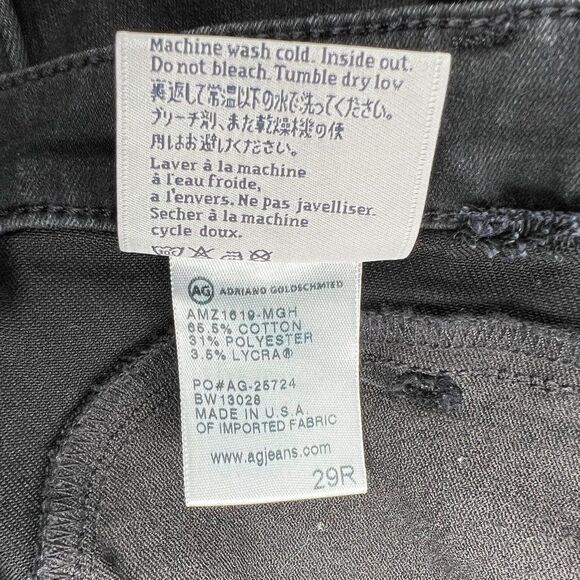 Machine wash cold. Inside out.
Do not bleach. Tumble dry low
裏返して常温以下の水で洗ってください。
ブリーチ剤、また乾燥機の使
用はお避けください。
Laver à la machine
à l'eau froide,
a l'envers. Ne pas javelliser.
Secher à la machine
cycle doux.
AG ADRIANO GOLDSCHMIED
AMZ1619-MGH
65.5% COTTON
31% POLYESTER
3.5% LYCRA®
PO#AG-25724
BW13028
MADE IN U.S.A.
OF IMPORTED FABRIC
www.agjeans.com
29R